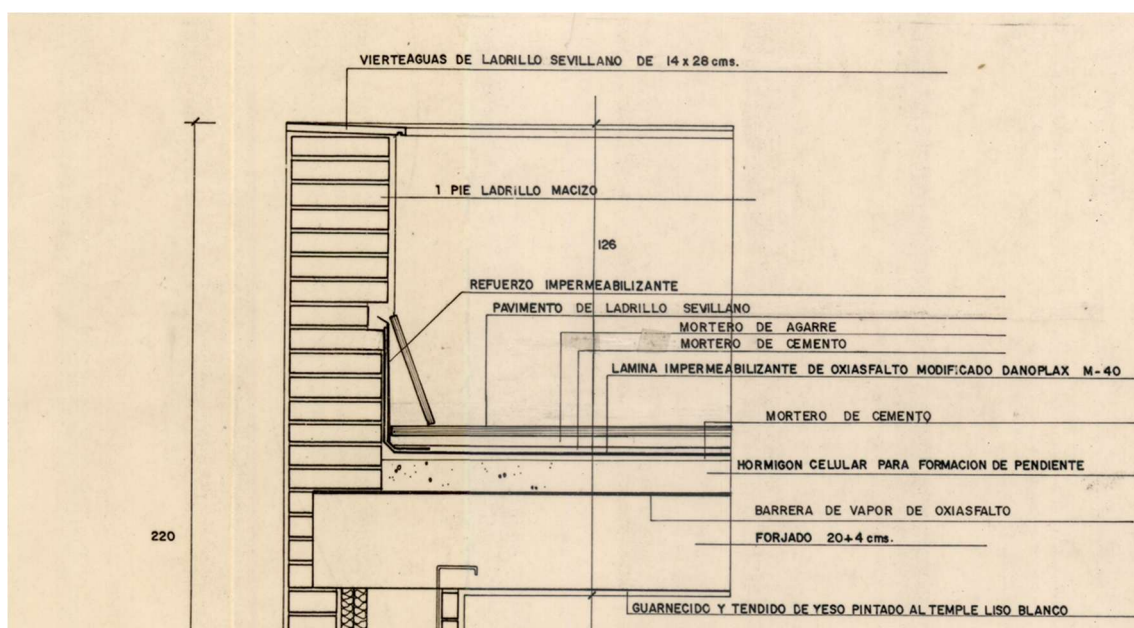 VIERTEAGUAS DE LADRILLO SEVILLANO DE 14 x 28 cms.
1 PIE LADRILLO MACIZO
126
REFUERZO IMPERMEABILIZANTE
PAVIMENTO DE LADRILLO SEVILLANO
MORTERO DE AGARRE
MORTERO DE CEMENTO
LAMINA IMPERMEABILIZANTE DE OXIASFALTO MODIFICADO DANOPLAX M-40
MORTERO DE CEMENTO
HORMIGON CELULAR PARA FORMACION DE PENDIENTE
BARRERA DE VAPOR DE OXIASFALTO
220
FORJADO 20+4 cms.
GUARNECIDO Y TENDIDO DE YESO PINTADO AL TEMPLE LISO BLANCO